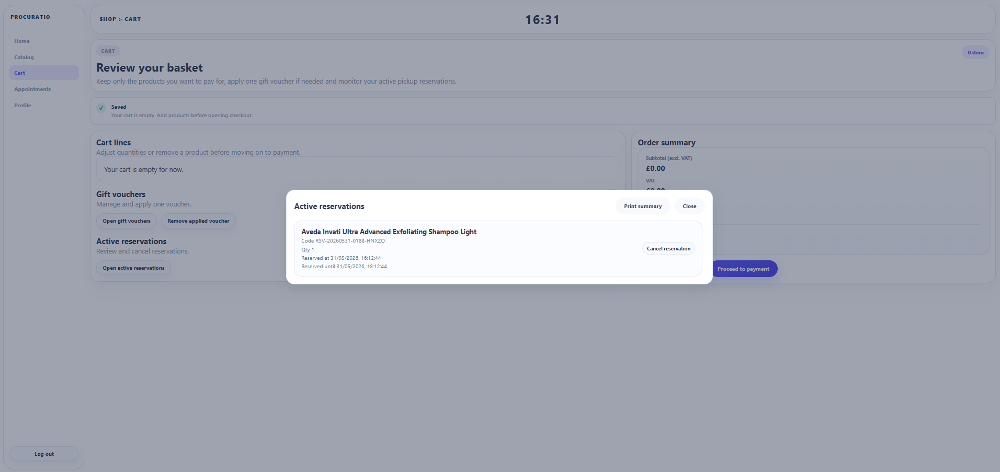 PROCURATIO
Home
Catalog
Cart
Appointments
Profile
Log out
SHOP > CART
16:31
CART
0 item
Review your basket
Keep only the products you want to pay for, apply one gift voucher if needed and monitor your active pickup reservations.
Saved
Your cart is empty. Add products before opening checkout.
Cart lines
Adjust quantities or remove a product before moving on to payment.
Your cart is empty for now.
Gift vouchers
Manage and apply one voucher.
Open gift vouchers
Remove applied voucher
Active reservations
Review and cancel reservations.
Open active reservations
Order summary
Subtotal (excl. VAT)
£0.00
VAT
£0.00
Proceed to payment
Active reservations
Print summary
Close
Aveda Invati Ultra Advanced Exfoliating Shampoo Light
Code RSV-20260531-0188-HNXZO
Qty 1
Reserved at 31/05/2026, 16:12:44
Reserved until 31/05/2026, 18:12:44
Cancel reservation